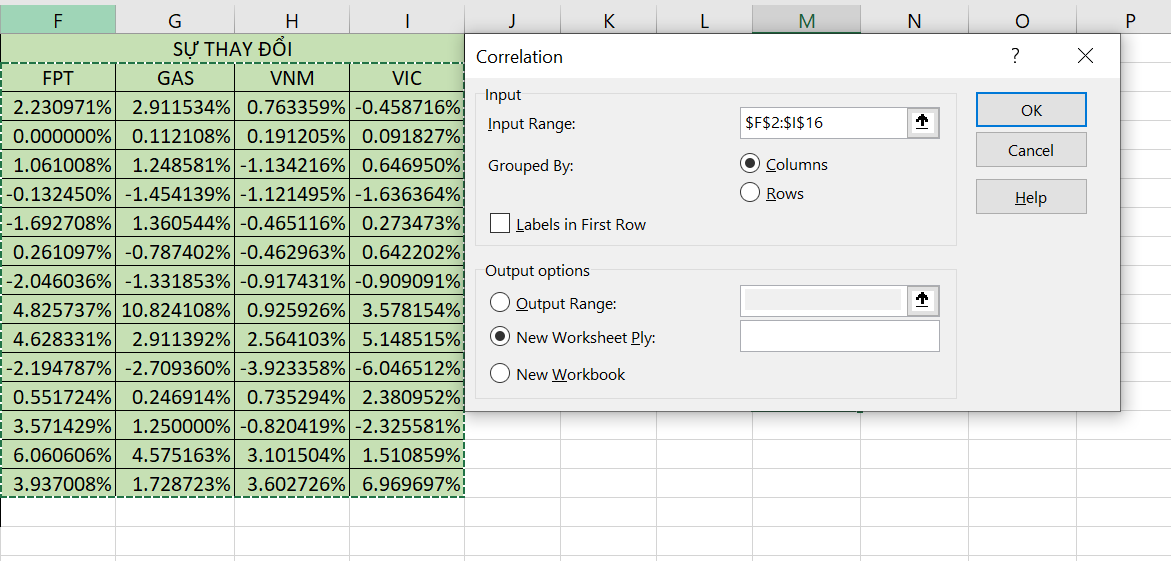 F G H I J K L M N O P
SỰ THAY ĐỔI
FPT GAS VNM VIC
2.230971% 2.911534% 0.763359% -0.458716%
0.000000% 0.112108% 0.191205% 0.091827%
1.061008% 1.248581% -1.134216% 0.646950%
-0.132450% -1.454139% -1.121495% -1.636364%
-1.692708% 1.360544% -0.465116% 0.273473%
0.261097% -0.787402% -0.462963% 0.642202%
-2.046036% -1.331853% -0.917431% -0.909091%
4.825737% 10.824108% 0.925926% 3.578154%
4.628331% 2.911392% 2.564103% 5.148515%
-2.194787% -2.709360% -3.923358% -6.046512%
0.551724% 0.246914% 0.735294% 2.380952%
3.571429% 1.250000% -0.820419% -2.325581%
6.060606% 4.575163% 3.101504% 1.510859%
3.937008% 1.728723% 3.602726% 6.969697%
Correlation ?
Input
Input Range: $F$2:$I$16
Grouped By: Columns
Rows
Labels in First Row
Output options
Output Range:
New Worksheet Ply:
New Workbook
OK
Cancel
Help